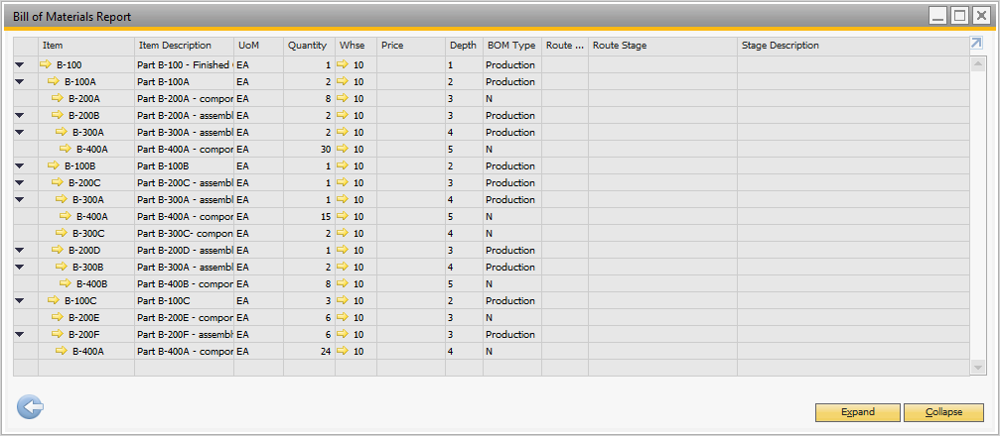 Bill of Materials Report
Item Item Description UoM Quantity Whse Price Depth BOM Type Route ... Route Stage Stage Description
B-100 Part B-100 - Finished EA 1 10 1 Production
B-100A Part B-100A EA 2 10 2 Production
B-200A Part B-200A - compor EA 8 10 3 N
B-200B Part B-200A - assembl EA 2 10 3 Production
B-300A Part B-300A - assembl EA 2 10 4 Production
B-400A Part B-400A - compor EA 30 10 5 N
B-100B Part B-100B EA 1 10 2 Production
B-200C Part B-200C - assembl EA 1 10 3 Production
B-300A Part B-300A - assembl EA 1 10 4 Production
B-400A Part B-400A - compor EA 15 10 5 N
B-300C Part B-300C- compon EA 2 10 4 N
B-200D Part B-200D - assembl EA 1 10 3 Production
B-300B Part B-300A - assembl EA 2 10 4 Production
B-400B Part B-400B - compor EA 8 10 5 N
B-100C Part B-100C EA 3 10 2 Production
B-200E Part B-200E - compor EA 6 10 3 N
B-200F Part B-200F - assembl EA 6 10 3 Production
B-400A Part B-400A - compor EA 24 10 4 N
Expand Collapse